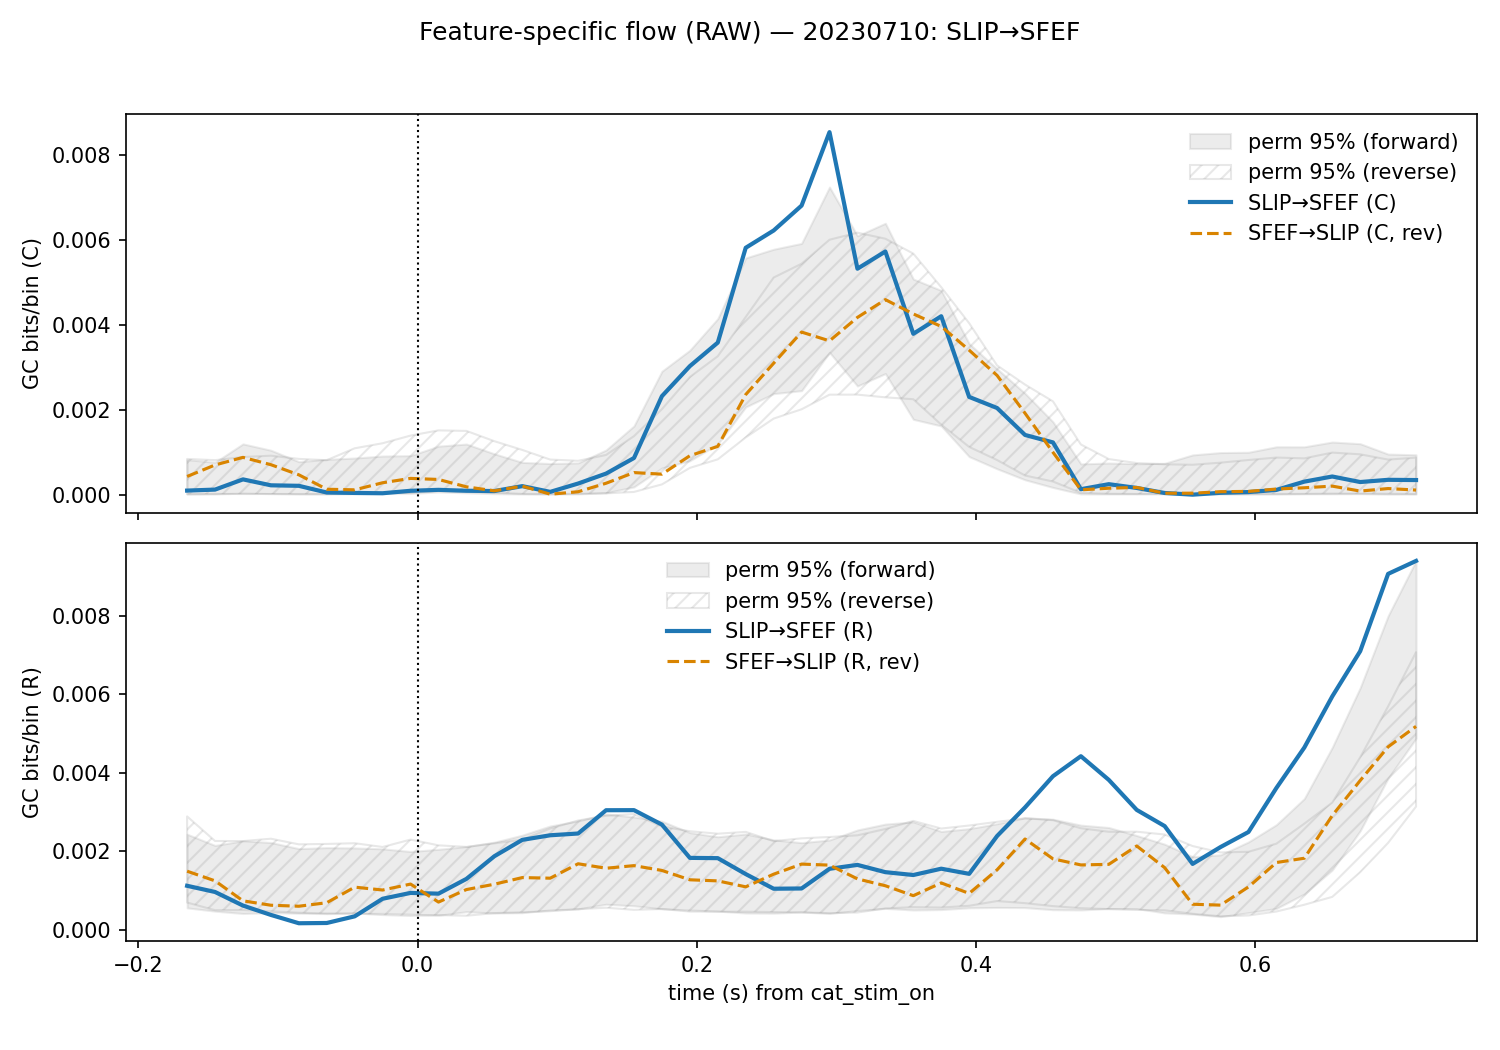 Feature-specific flow (RAW) — 20230710: SLIP→SFEF
GC bits/bin (C)
0.008
0.006
0.004
0.002
0.000
perm 95% (forward)
perm 95% (reverse)
SLIP→SFEF (C)
SFEF→SLIP (C, rev)
GC bits/bin (R)
0.008
0.006
0.004
0.002
0.000
perm 95% (forward)
perm 95% (reverse)
SLIP→SFEF (R)
SFEF→SLIP (R, rev)
−0.2 0.0 0.2 0.4 0.6
time (s) from cat_stim_on